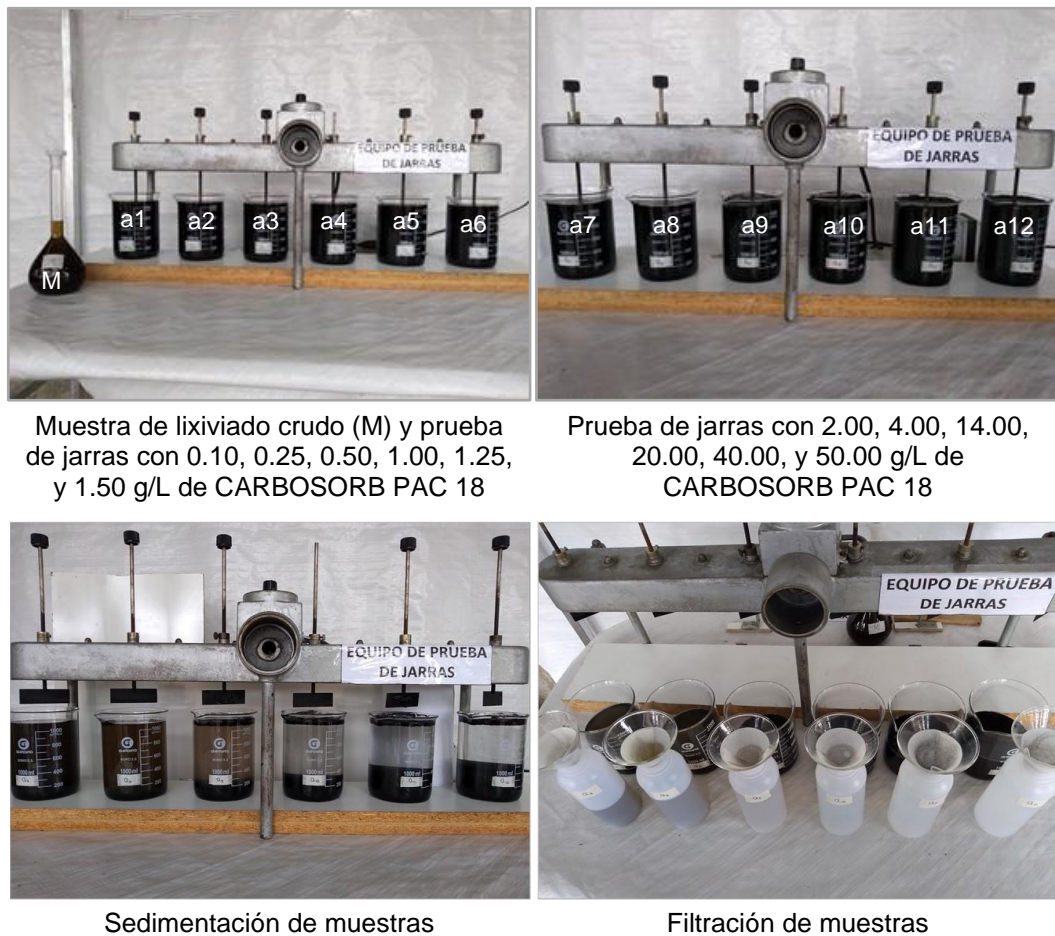 EQUIPO DE PRUEBA
DE JARRAS
M
a1
a2
a3
a4
a5
a6
EQUIPO DE PRUEBA
DE JARRAS
a7
a8
a9
a10
a11
a12
Muestra de lixiviado crudo (M) y prueba
de jarras con 0.10, 0.25, 0.50, 1.00, 1.25,
y 1.50 g/L de CARBOSORB PAC 18
Prueba de jarras con 2.00, 4.00, 14.00,
20.00, 40.00, y 50.00 g/L de
CARBOSORB PAC 18
EQUIPO DE PRUEBA
DE JARRAS
1000 ml
1000 ml
1000 ml
1000 ml
1000 ml
EQUIPO DE PRUEBA
DE JARRAS
Sedimentación de muestras
Filtración de muestras